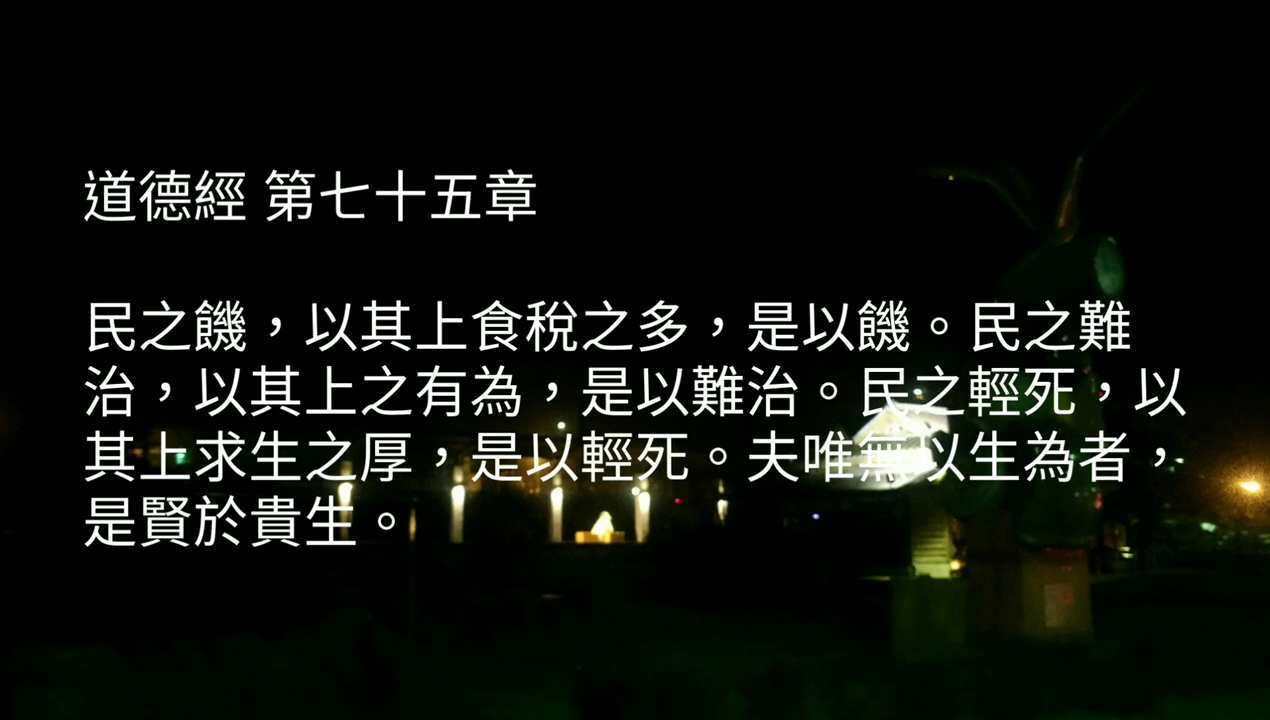 道德經 第七十五章
民之饑，以其上食稅之多，是以饑。民之難
治，以其上之有為，是以難治。民之輕死，以
其上求生之厚，是以輕死。夫唯無以生為者，
是賢於貴生。